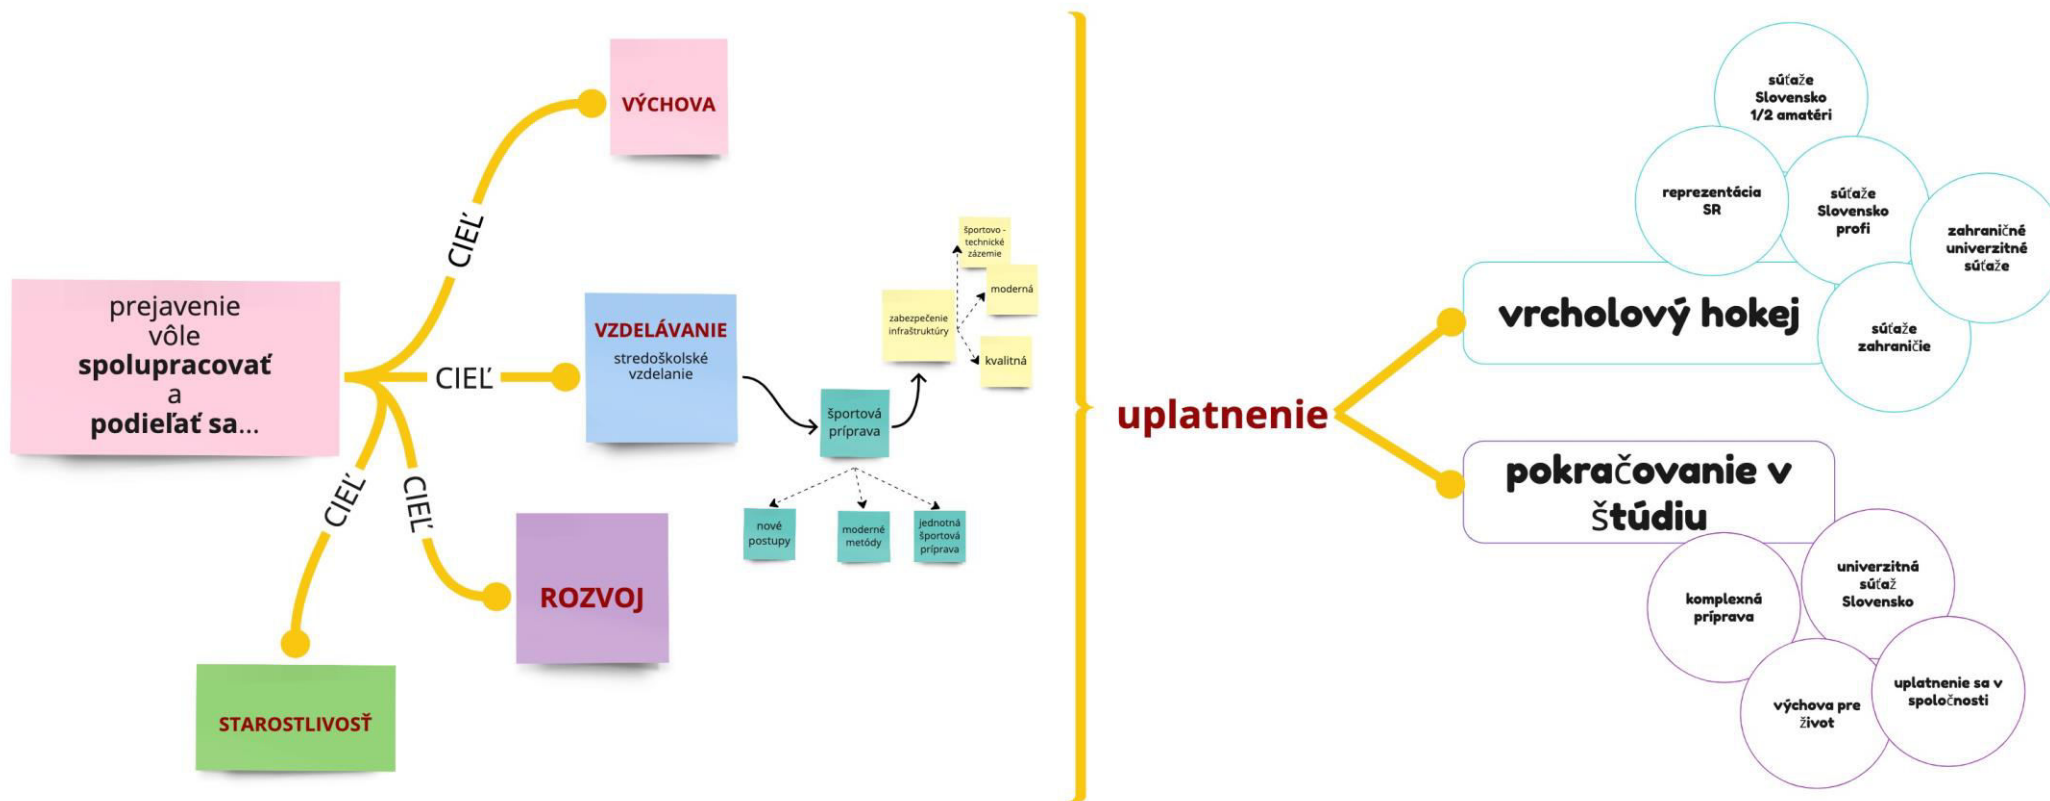 prejavenie
vôle
spolupracovať
a
podieľať sa...
CIEĽ
CIEĽ
CIEĽ
CIEĽ
VÝCHOVA
VZDELÁVANIE
stredoškolské
vzdelanie
ROZVOJ
STAROSTLIVOSŤ
športová
príprava
nové
postupy
moderné
metódy
jednotná
športová
príprava
zabezpečenie
infraštruktúry
športovo -
technické
zázemie
moderná
kvalitná
uplatnenie
vrcholový hokej
súťaže
Slovensko
1/2 amatéri
reprezentácia
SR
súťaže
Slovensko
profi
zahraničné
univerzitné
súťaže
súťaže
zahraničie
pokračovanie v
štúdiu
komplexná
príprava
univerzitná
súťaž
Slovensko
výchova pre
život
uplatnenie sa v
spoločnosti